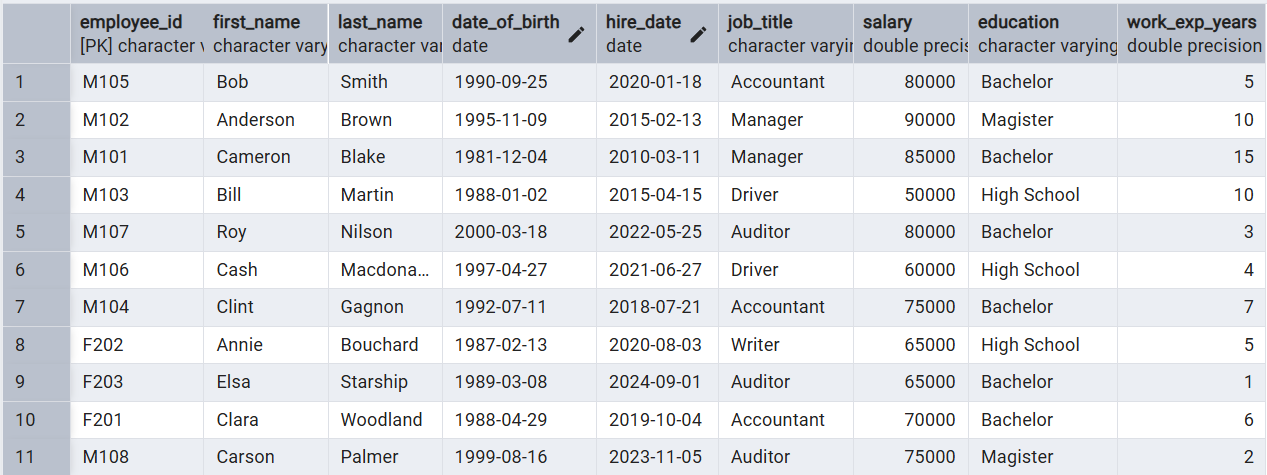 employee_id first_name last_name date_of_birth hire_date job_title salary education work_exp_years
[PK] character v character vary character var date date character varyin double precis character varying double precision
1 M105 Bob Smith 1990-09-25 2020-01-18 Accountant 80000 Bachelor 5
2 M102 Anderson Brown 1995-11-09 2015-02-13 Manager 90000 Magister 10
3 M101 Cameron Blake 1981-12-04 2010-03-11 Manager 85000 Bachelor 15
4 M103 Bill Martin 1988-01-02 2015-04-15 Driver 50000 High School 10
5 M107 Roy Nilson 2000-03-18 2022-05-25 Auditor 80000 Bachelor 3
6 M106 Cash Macdona... 1997-04-27 2021-06-27 Driver 60000 High School 4
7 M104 Clint Gagnon 1992-07-11 2018-07-21 Accountant 75000 Bachelor 7
8 F202 Annie Bouchard 1987-02-13 2020-08-03 Writer 65000 High School 5
9 F203 Elsa Starship 1989-03-08 2024-09-01 Auditor 65000 Bachelor 1
10 F201 Clara Woodland 1988-04-29 2019-10-04 Accountant 70000 Bachelor 6
11 M108 Carson Palmer 1999-08-16 2023-11-05 Auditor 75000 Magister 2